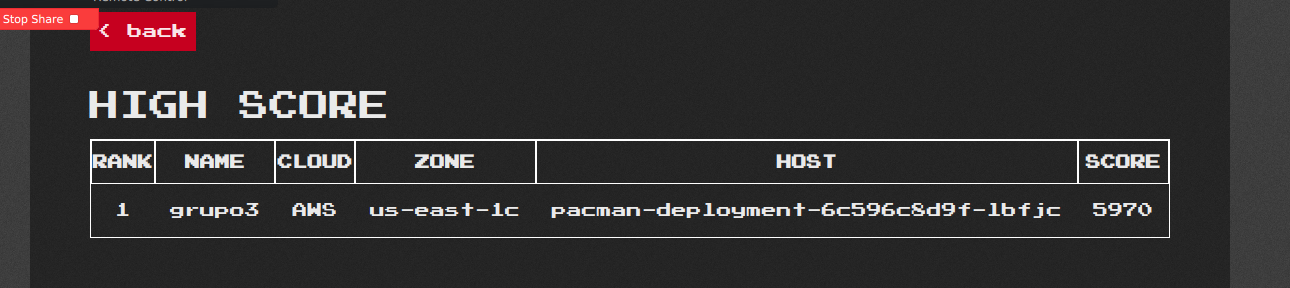 Remote Control
Stop Share
< back
HIGH SCORE
RANK NAME CLOUD ZONE HOST SCORE
1 grupo3 AWS us-east-1c pacman-deployment-6c596c8d9f-lbfjc 5970